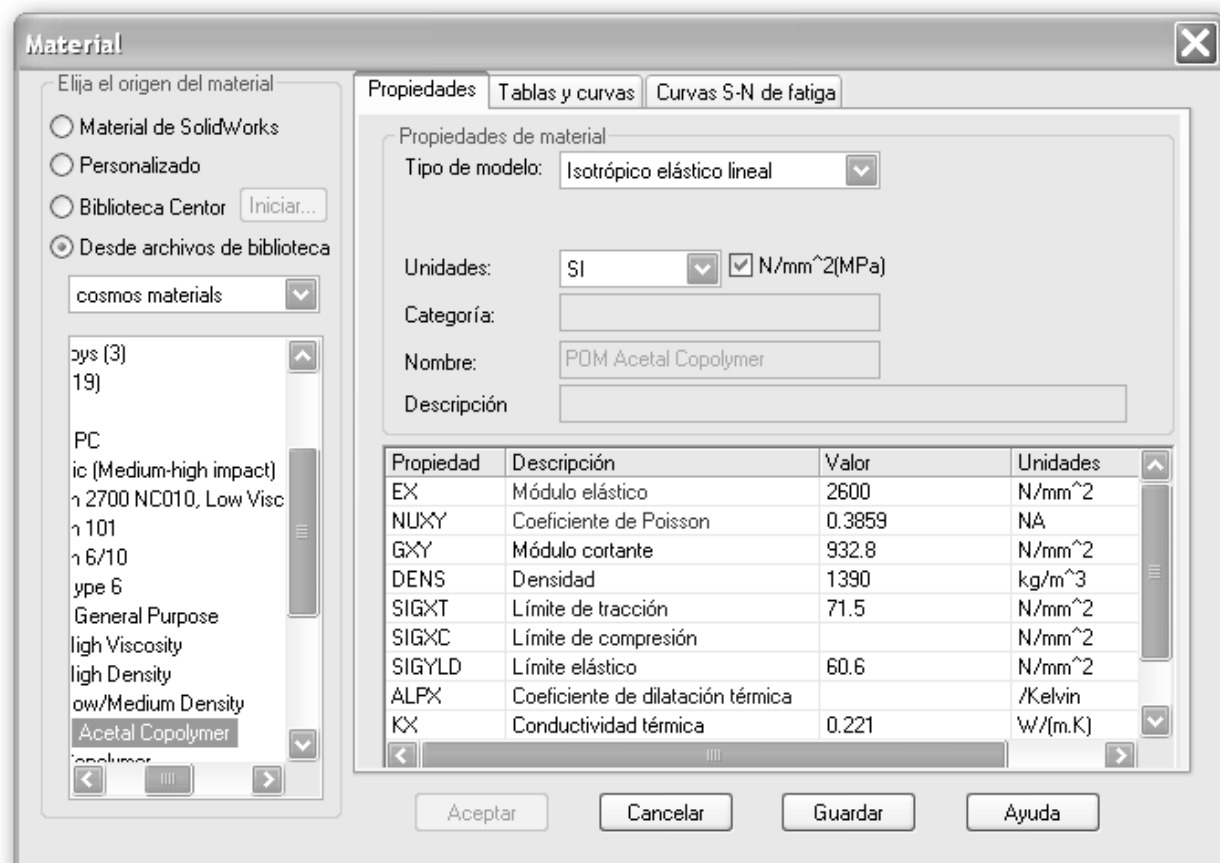 Material
Elija el origen del material
Material de SolidWorks
Personalizado
Biblioteca Centor Iniciar...
Desde archivos de biblioteca
cosmos materials
oys (3)
19)
PC
ic (Medium-high impact)
n 2700 NC010, Low Visc
n 101
n 6/10
ype 6
General Purpose
High Viscosity
High Density
ow/Medium Density
Acetal Copolymer
Copolymer
Propiedades Tablas y curvas Curvas S-N de fatiga
Propiedades de material
Tipo de modelo: Isotrópico elástico lineal
Unidades: SI N/mm^2(MPa)
Categoría:
Nombre: POM Acetal Copolymer
Descripción
Propiedad Descripción Valor Unidades
EX Módulo elástico 2600 N/mm^2
NUXY Coeficiente de Poisson 0.3859 NA
GXY Módulo cortante 932.8 N/mm^2
DENS Densidad 1390 kg/m^3
SIGXT Límite de tracción 71.5 N/mm^2
SIGXC Límite de compresión N/mm^2
SIGYLD Límite elástico 60.6 N/mm^2
ALPX Coeficiente de dilatación térmica /Kelvin
KX Conductividad térmica 0.221 W/(m.K)
Aceptar Cancelar Guardar Ayuda